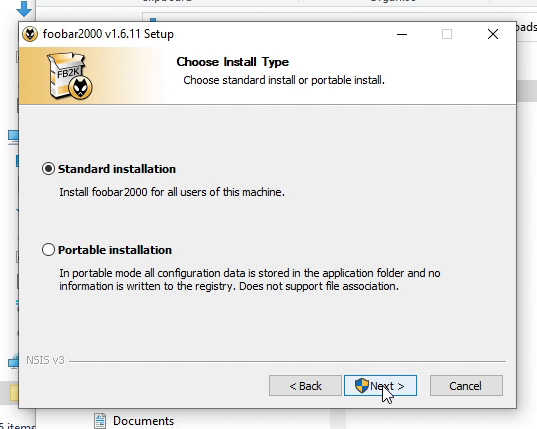 foobar2000 v1.6.11 Setup
Choose Install Type
Choose standard install or portable install.
FB2K
Standard installation
Install foobar2000 for all users of this machine.
Portable installation
In portable mode all configuration data is stored in the application folder and no
information is written to the registry. Does not support file association.
NSIS v3
< Back
Next >
Cancel
Documents